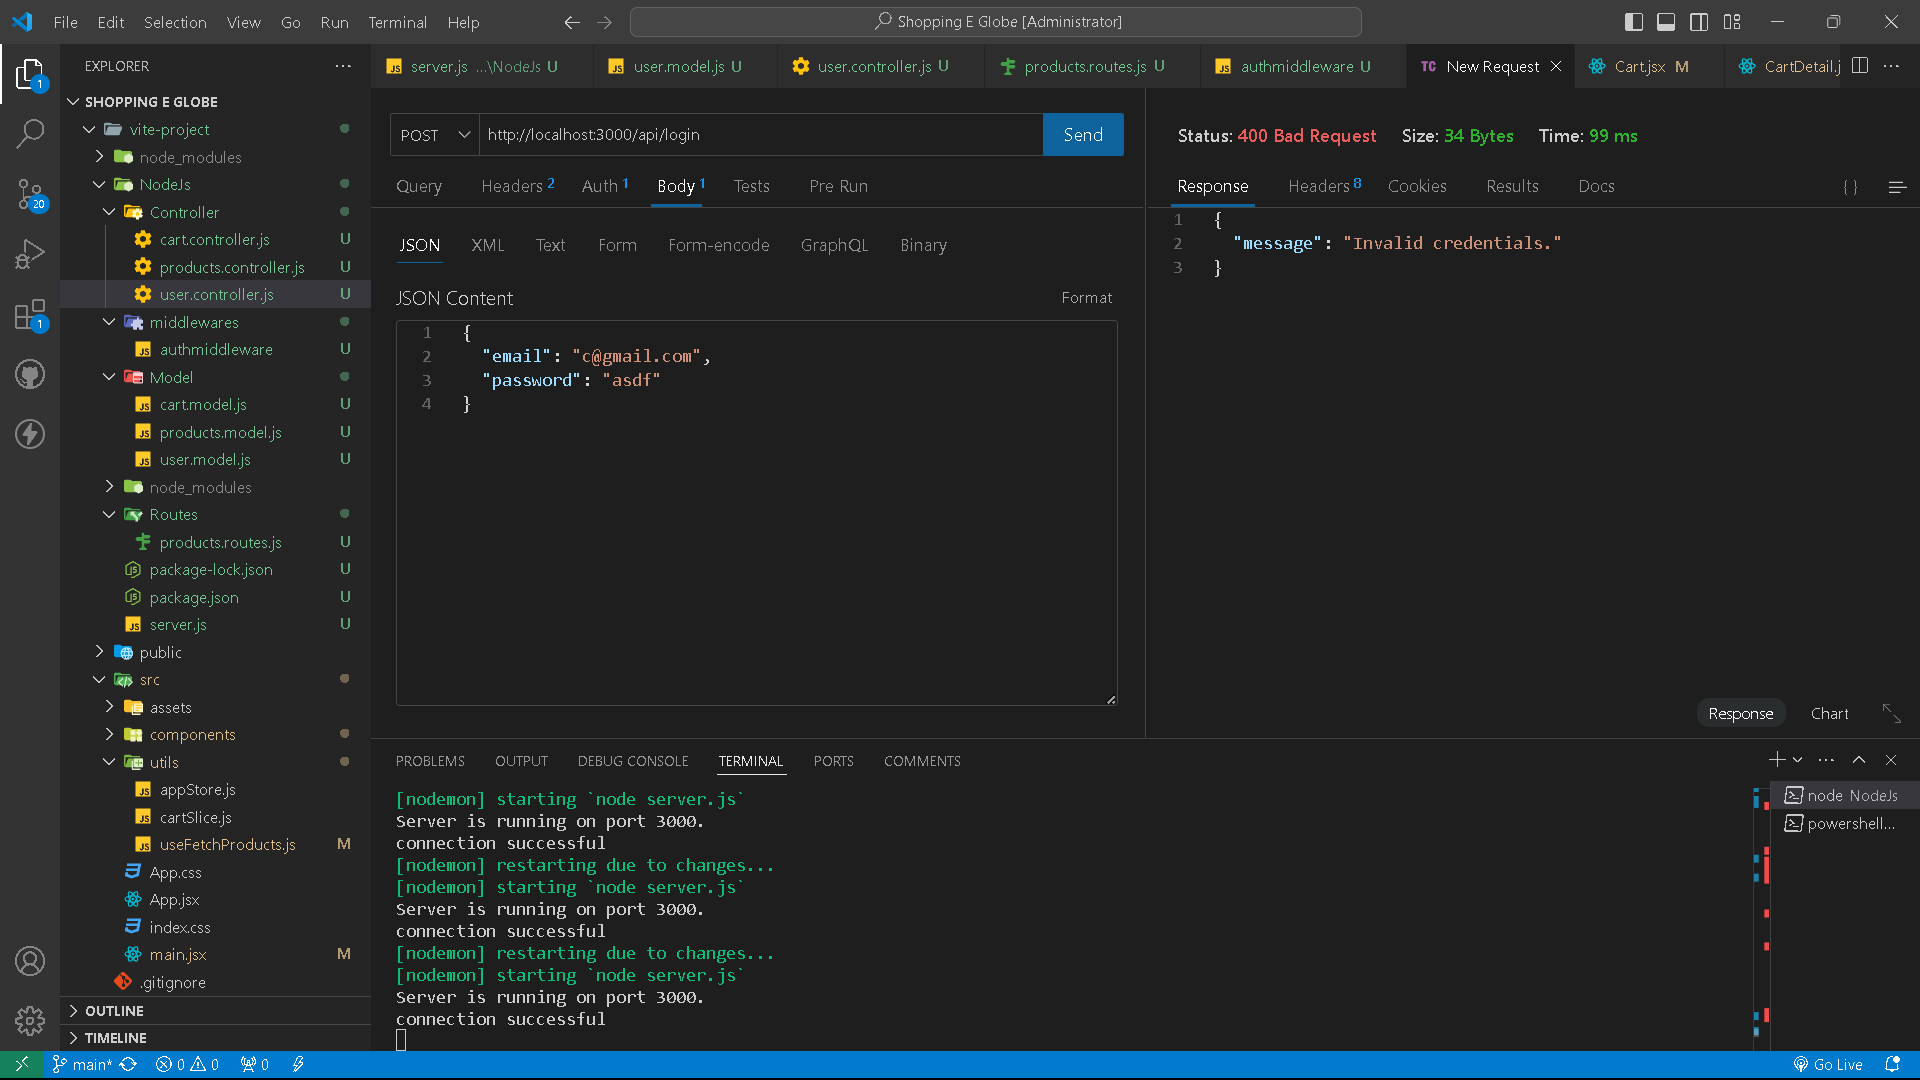 File Edit Selection View Go Run Terminal Help
Shopping E Globe [Administrator]
EXPLORER
SHOPPING E GLOBE
vite-project
node_modules
NodeJs
Controller
cart.controller.js U
products.controller.js U
user.controller.js U
middlewares
authmiddleware U
Model
cart.model.js U
products.model.js U
user.model.js U
node_modules
Routes
products.routes.js U
package-lock.json U
package.json U
server.js U
public
src
assets
components
utils
appStore.js
cartSlice.js
useFetchProducts.js M
App.css
App.jsx
index.css
main.jsx M
.gitignore
OUTLINE
TIMELINE
1
20
1
server.js ...\NodeJs U
user.model.js U
user.controller.js U
products.routes.js U
authmiddleware U
TC New Request
Cart.jsx M
CartDetail.j
POST http://localhost:3000/api/login Send
Query Headers 2 Auth 1 Body 1 Tests Pre Run
JSON XML Text Form Form-encode GraphQL Binary
JSON Content Format
1 {
2 "email": "c@gmail.com",
3 "password": "asdf"
4 }
Status: 400 Bad Request Size: 34 Bytes Time: 99 ms
Response Headers 8 Cookies Results Docs { }
1 {
2 "message": "Invalid credentials."
3 }
Response Chart
PROBLEMS OUTPUT DEBUG CONSOLE TERMINAL PORTS COMMENTS
[nodemon] starting `node server.js`
Server is running on port 3000.
connection successful
[nodemon] restarting due to changes...
[nodemon] starting `node server.js`
Server is running on port 3000.
connection successful
[nodemon] restarting due to changes...
[nodemon] starting `node server.js`
Server is running on port 3000.
connection successful
node NodeJs
powershell...
main* 0 0 0 Go Live